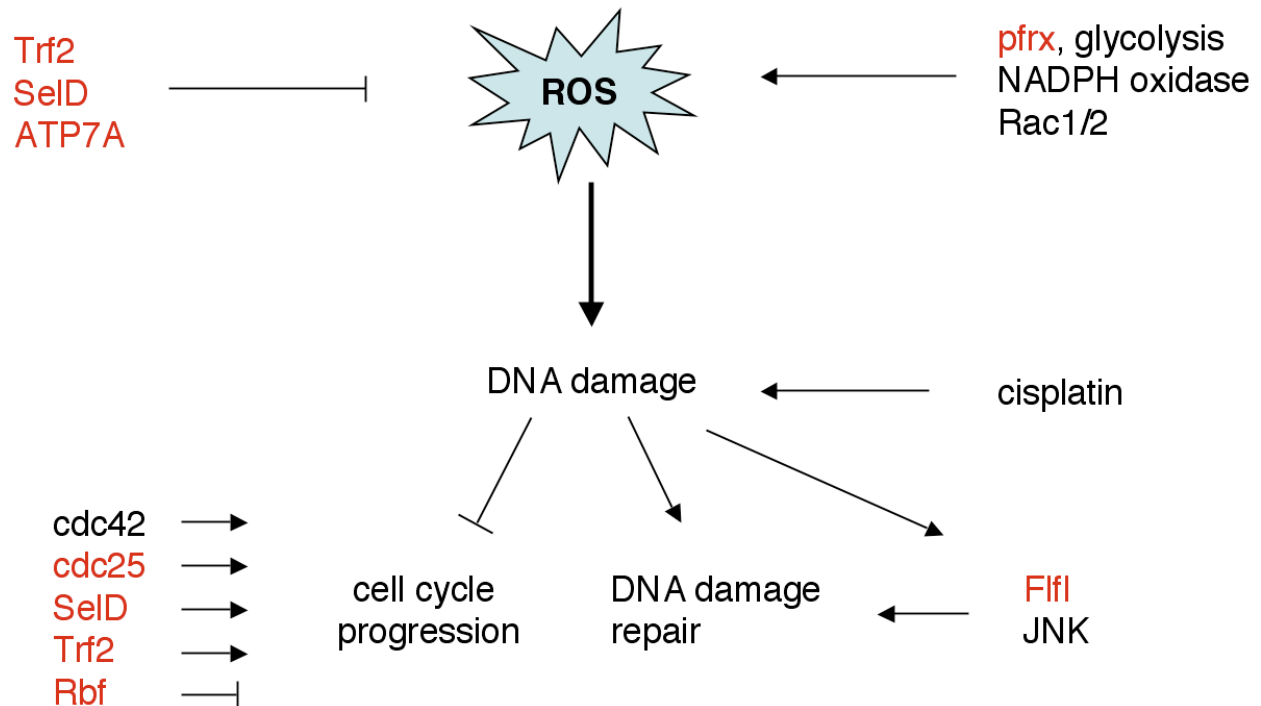 Trf2
SelD
ATP7A
ROS
pfrx, glycolysis
NADPH oxidase
Rac1/2
DNA damage
cisplatin
cdc42
cdc25
SelD
Trf2
Rbf
cell cycle
progression
DNA damage
repair
Flfl
JNK